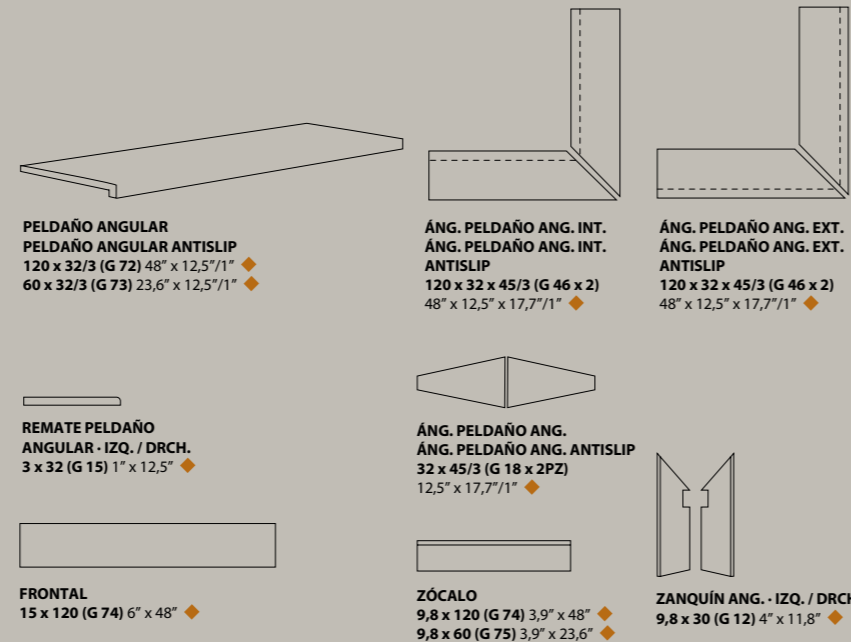 PELDAÑO ANGULAR
PELDAÑO ANGULAR ANTISLIP
120 x 32/3 (G 72) 48” x 12,5”/1”
60 x 32/3 (G 73) 23,6” x 12,5”/1”
ÁNG. PELDAÑO ANG. INT.
ÁNG. PELDAÑO ANG. INT.
ANTISLIP
120 x 32 x 45/3 (G 46 x 2)
48” x 12,5” x 17,7”/1”
ÁNG. PELDAÑO ANG. EXT.
ÁNG. PELDAÑO ANG. EXT.
ANTISLIP
120 x 32 x 45/3 (G 46 x 2)
48” x 12,5” x 17,7”/1”
REMATE PELDAÑO
ANGULAR · IZQ. / DRCH.
3 x 32 (G 15) 1” x 12,5”
ÁNG. PELDAÑO ANG.
ÁNG. PELDAÑO ANG. ANTISLIP
32 x 45/3 (G 18 x 2PZ)
12,5” x 17,7”/1”
FRONTAL
15 x 120 (G 74) 6” x 48”
ZÓCALO
9,8 x 120 (G 74) 3,9” x 48”
9,8 x 60 (G 75) 3,9” x 23,6”
ZANQUÍN ANG. · IZQ. / DRCH
9,8 x 30 (G 12) 4” x 11,8”